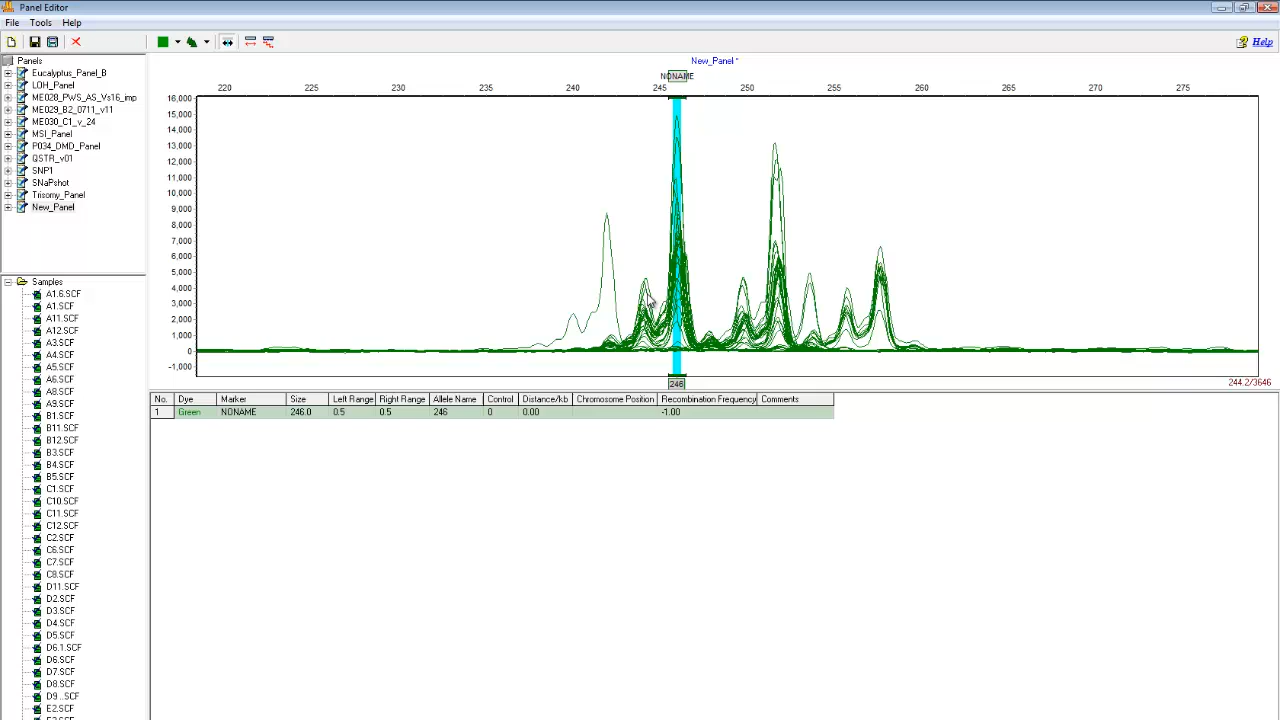 Panel Editor
File Tools Help
Help
Panels
Eucalyptus_Panel_B
LOH_Panel
ME028_PWS_AS_Vs16_imp
ME029_B2_0711_v11
ME030_C1_v_24
MSI_Panel
P034_DMD_Panel
QSTR_v01
SNP1
SNaPshot
Trisomy_Panel
New_Panel
Samples
A1.6.SCF
A1.SCF
A11.SCF
A12.SCF
A3.SCF
A4.SCF
A5.SCF
A6.SCF
A8.SCF
A9.SCF
B1.SCF
B11.SCF
B12.SCF
B3.SCF
B4.SCF
B5.SCF
C1.SCF
C10.SCF
C11.SCF
C12.SCF
C2.SCF
C6.SCF
C7.SCF
C8.SCF
D11.SCF
D2.SCF
D3.SCF
D4.SCF
D5.SCF
D6.1.SCF
D6.SCF
D7.SCF
D8.SCF
D9 ..SCF
E2.SCF
New_Panel *
NONAME
220 225 230 235 240 245 250 255 260 265 270 275
16,000
15,000
14,000
13,000
12,000
11,000
10,000
9,000
8,000
7,000
6,000
5,000
4,000
3,000
2,000
1,000
0
-1,000
246
244.2/3646
No. Dye Marker Size Left Range Right Range Allele Name Control Distance/kb Chromosome Position Recombination Frequency Comments
1 Green NONAME 246.0 0.5 0.5 246 0 0.00 -1.00